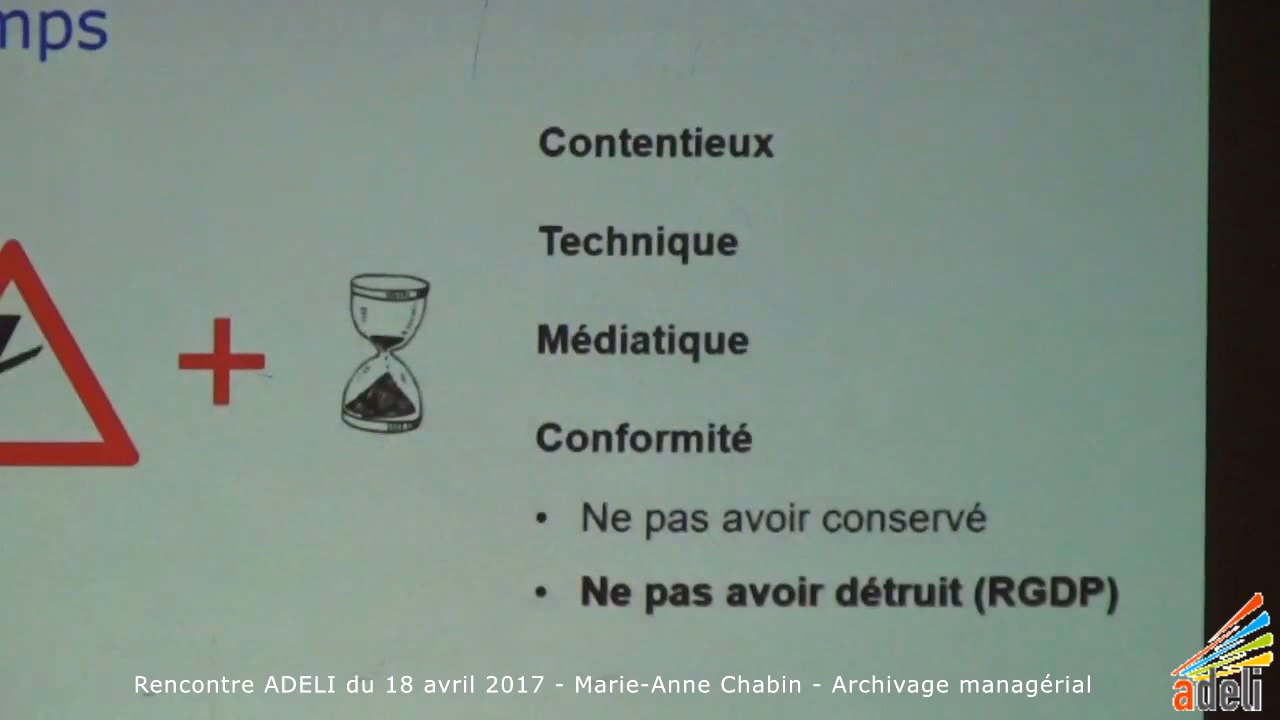 mps
Contentieux
Technique
Médiatique
Conformité
• Ne pas avoir conservé
• Ne pas avoir détruit (RGDP)
Rencontre ADELI du 18 avril 2017 - Marie-Anne Chabin - Archivage managérial
adeli